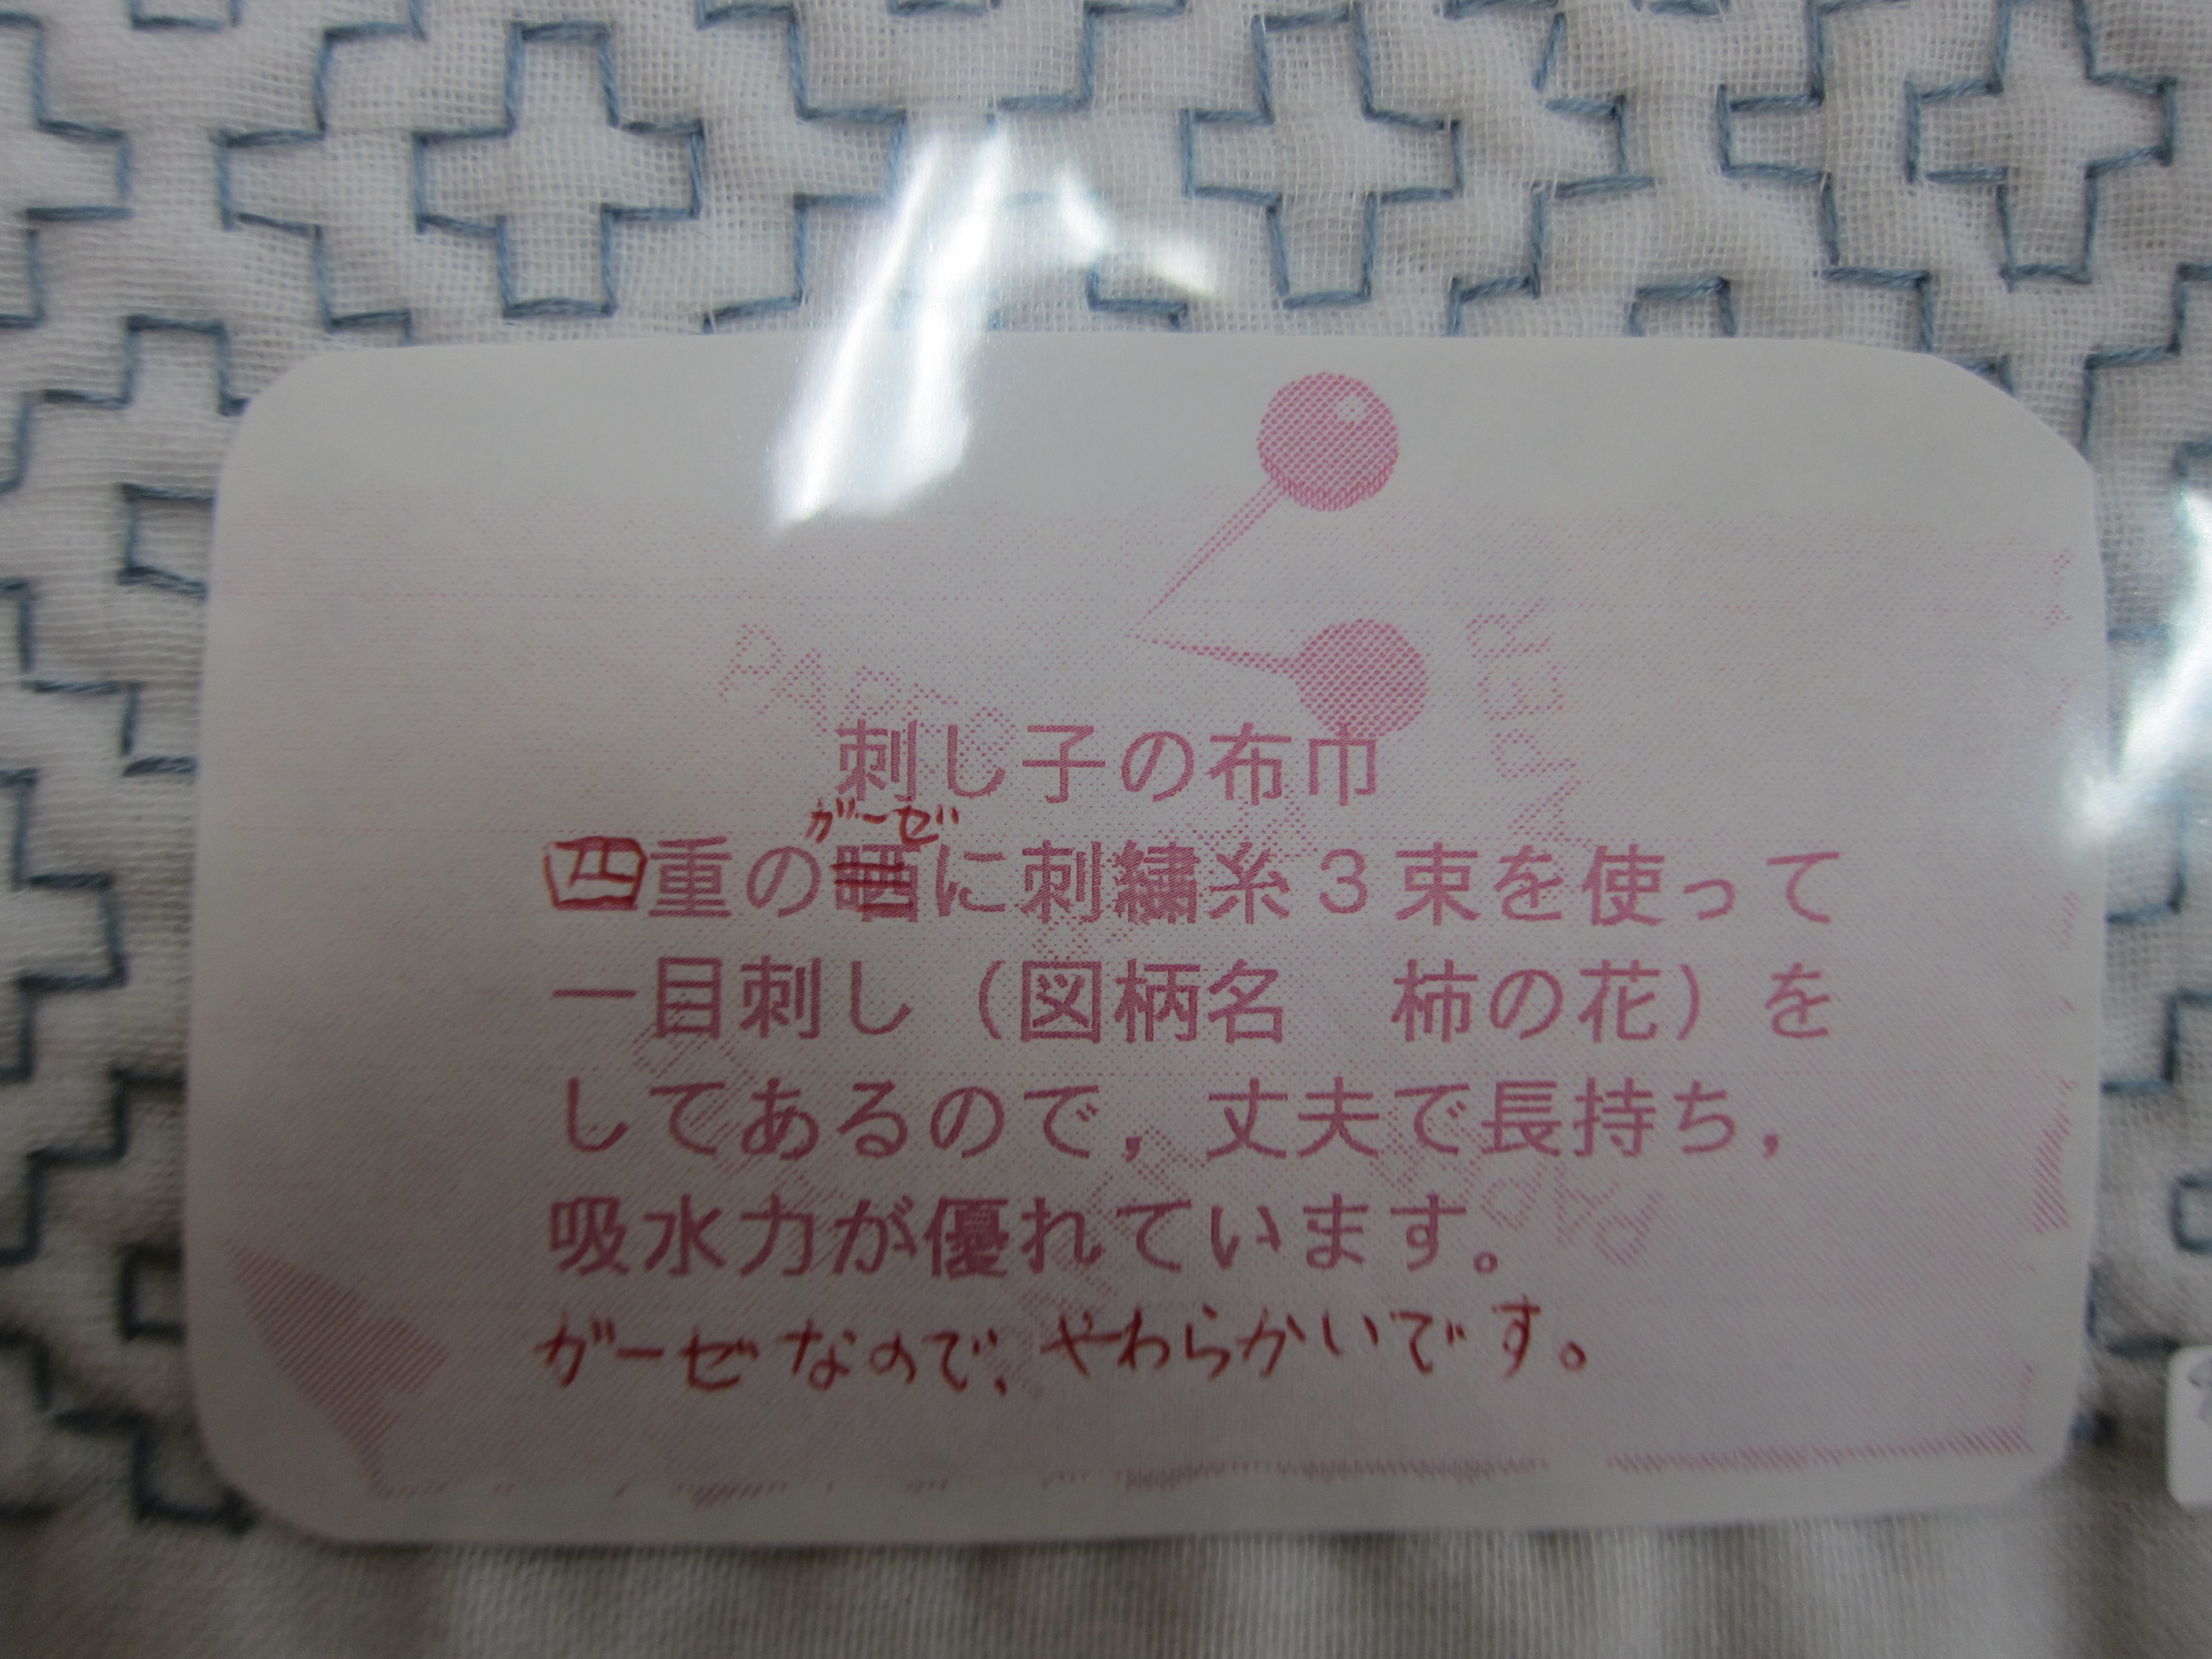 刺し子の布巾
ガーゼ
四重の晒に刺繍糸３束を使って
一目刺し（図柄名　柿の花）を
してあるので，丈夫で長持ち，
吸水力が優れています。
ガーゼなので、やわらかいです。